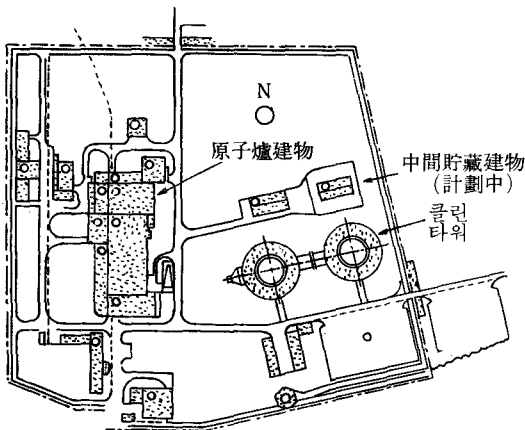 N
原子爐建物
中間貯藏建物
(計劃中)
클린
타워